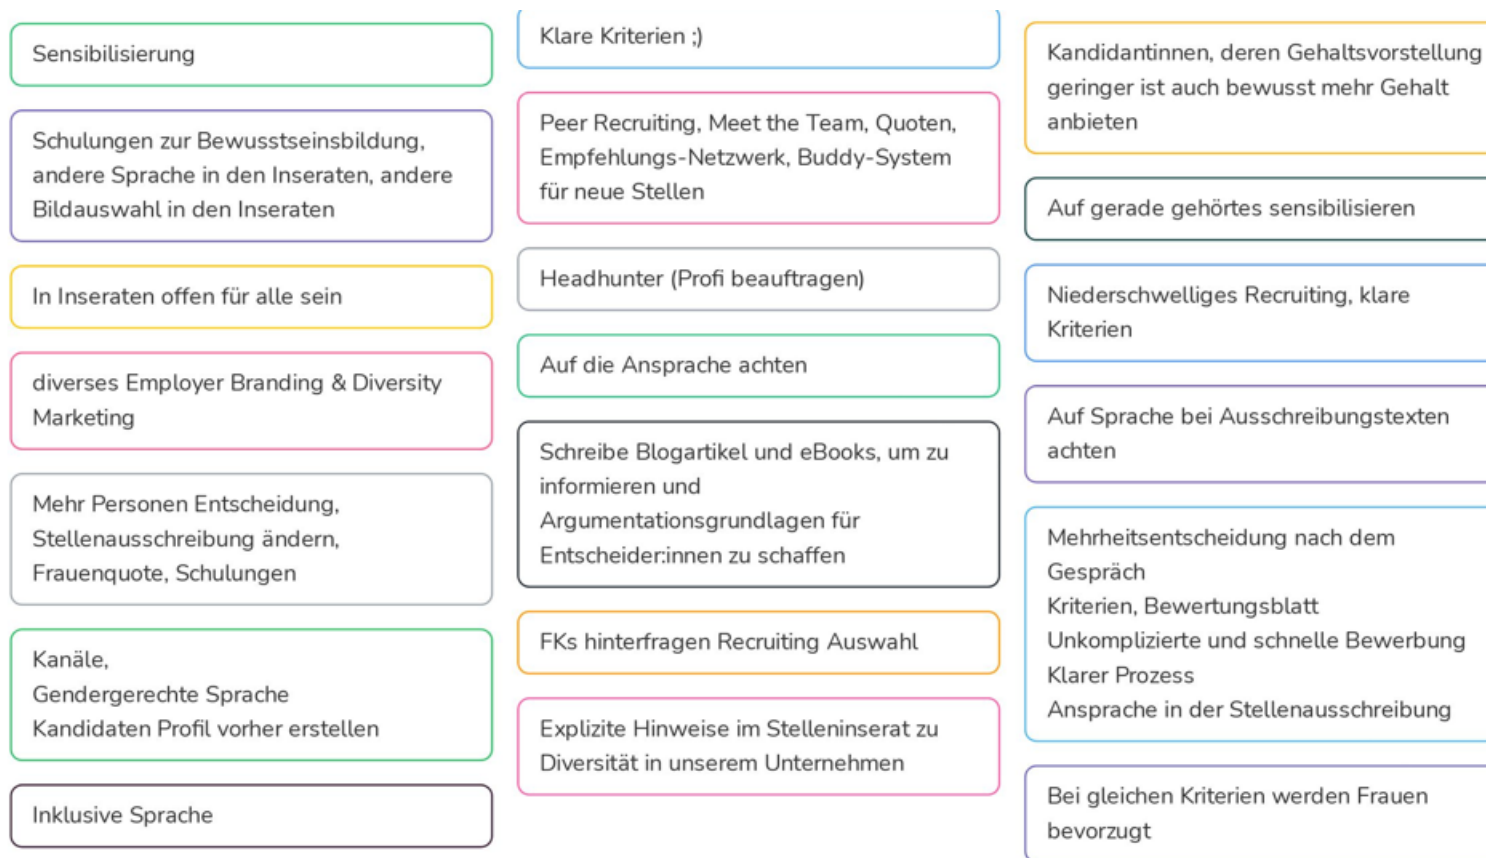 Sensibilisierung
Schulungen zur Bewusstseinsbildung,
andere Sprache in den Inseraten, andere
Bildauswahl in den Inseraten
In Inseraten offen für alle sein
diverses Employer Branding & Diversity
Marketing
Mehr Personen Entscheidung,
Stellenausschreibung ändern,
Frauenquote, Schulungen
Kanäle,
Gendergerechte Sprache
Kandidaten Profil vorher erstellen
Inklusive Sprache
Klare Kriterien ;)
Peer Recruiting, Meet the Team, Quoten,
Empfehlungs-Netzwerk, Buddy-System
für neue Stellen
Headhunter (Profi beauftragen)
Auf die Ansprache achten
Schreibe Blogartikel und eBooks, um zu
informieren und
Argumentationsgrundlagen für
Entscheider:innen zu schaffen
FKs hinterfragen Recruiting Auswahl
Explizite Hinweise im Stelleninserat zu
Diversität in unserem Unternehmen
Kandidantinnen, deren Gehaltsvorstellung
geringer ist auch bewusst mehr Gehalt
anbieten
Auf gerade gehörtes sensibilisieren
Niederschwelliges Recruiting, klare
Kriterien
Auf Sprache bei Ausschreibungstexten
achten
Mehrheitsentscheidung nach dem
Gespräch
Kriterien, Bewertungsblatt
Unkomplizierte und schnelle Bewerbung
Klarer Prozess
Ansprache in der Stellenausschreibung
Bei gleichen Kriterien werden Frauen
bevorzugt